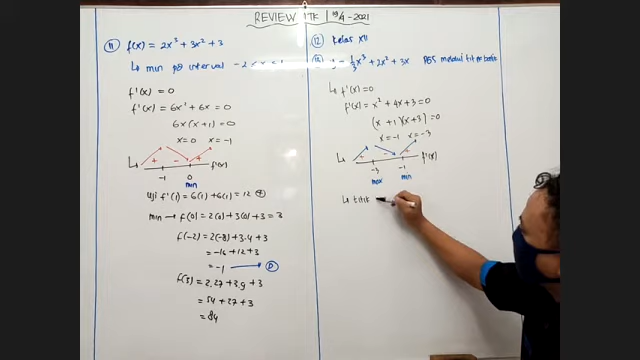 REVIEW ITK 1 4-2021
11 f(x) = 2x³ + 3x² + 3
↳ min pd interval -2
f'(x) = 0
f'(x) = 6x² + 6x = 0
6x(x+1) = 0
x = 0 x = -1
↳ + - + f'(x)
-1 0
min
Uji f'(1) = 6(1) + 6(1) = 12 ⊕
min → f(0) = 2(0) + 3(0) + 3 = 3
f(-2) = 2(-8) + 3.4 + 3
= -16 + 12 + 3
= -1 → D
f(3) = 2.27 + 3.9 + 3
= 54 + 27 + 3
= 84
12 Kelas XII
13 y = 1/3 x³ + 2x² + 3x PGS melalui titik
↳ f'(x) = 0
f'(x) = x² + 4x + 3 = 0
(x+1)(x+3) = 0
x = -1 x = -3
↳ + - + f'(x)
-3 -1
max min
↳ titik